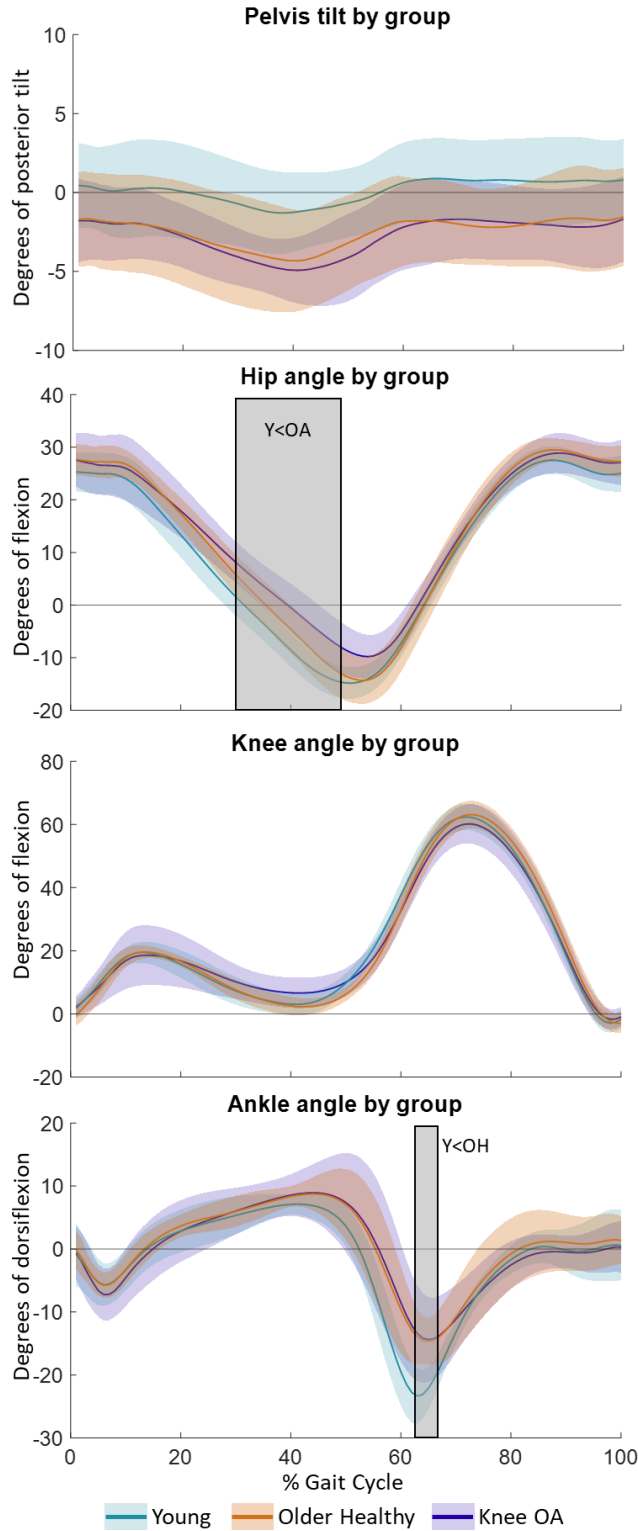 Pelvis tilt by group
Degrees of posterior tilt
10
5
0
-5
-10
Hip angle by group
Degrees of flexion
40
30
20
10
0
-10
-20
Y<OA
Knee angle by group
Degrees of flexion
80
60
40
20
0
-20
Ankle angle by group
Degrees of dorsiflexion
20
10
0
-10
-20
-30
Y<OH
0 20 40 60 80 100
% Gait Cycle
Young Older Healthy Knee OA